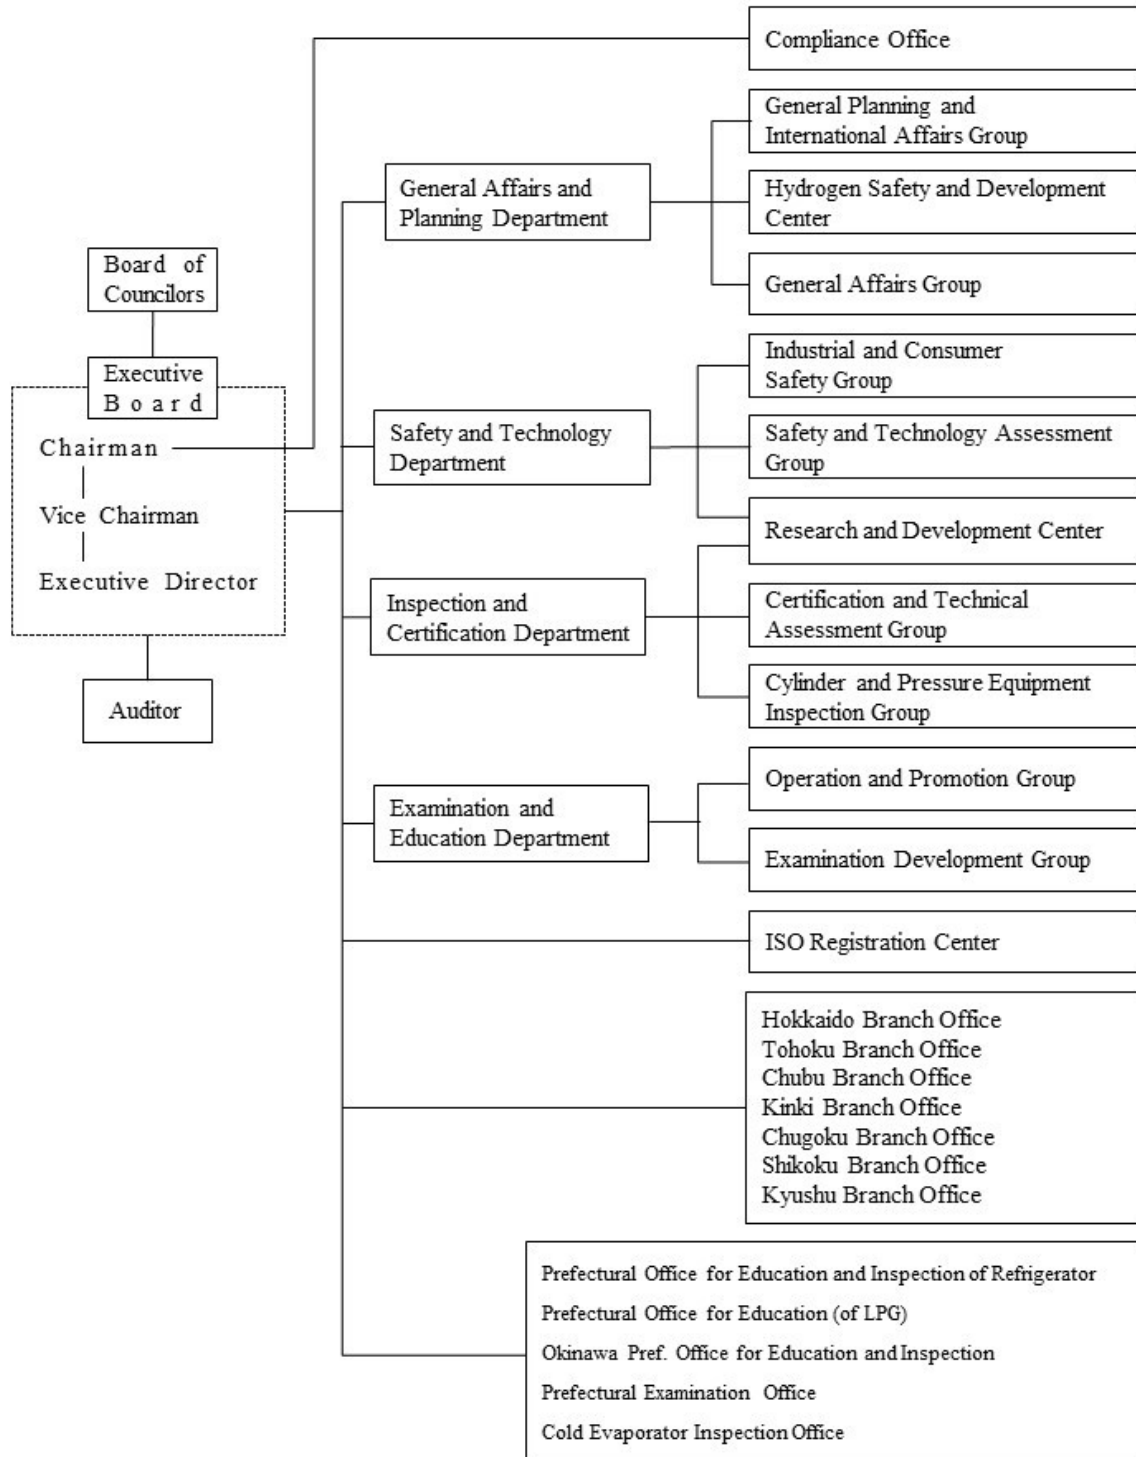 Compliance Office
General Planning and
International Affairs Group
General Affairs and
Planning Department
Hydrogen Safety and Development
Center
General Affairs Group
Board of
Councilors
Executive
Board
Chairman
Vice Chairman
Executive Director
Auditor
Industrial and Consumer
Safety Group
Safety and Technology
Department
Safety and Technology Assessment
Group
Research and Development Center
Inspection and
Certification Department
Certification and Technical
Assessment Group
Cylinder and Pressure Equipment
Inspection Group
Examination and
Education Department
Operation and Promotion Group
Examination Development Group
ISO Registration Center
Hokkaido Branch Office
Tohoku Branch Office
Chubu Branch Office
Kinki Branch Office
Chugoku Branch Office
Shikoku Branch Office
Kyushu Branch Office
Prefectural Office for Education and Inspection of Refrigerator
Prefectural Office for Education (of LPG)
Okinawa Pref. Office for Education and Inspection
Prefectural Examination Office
Cold Evaporator Inspection Office